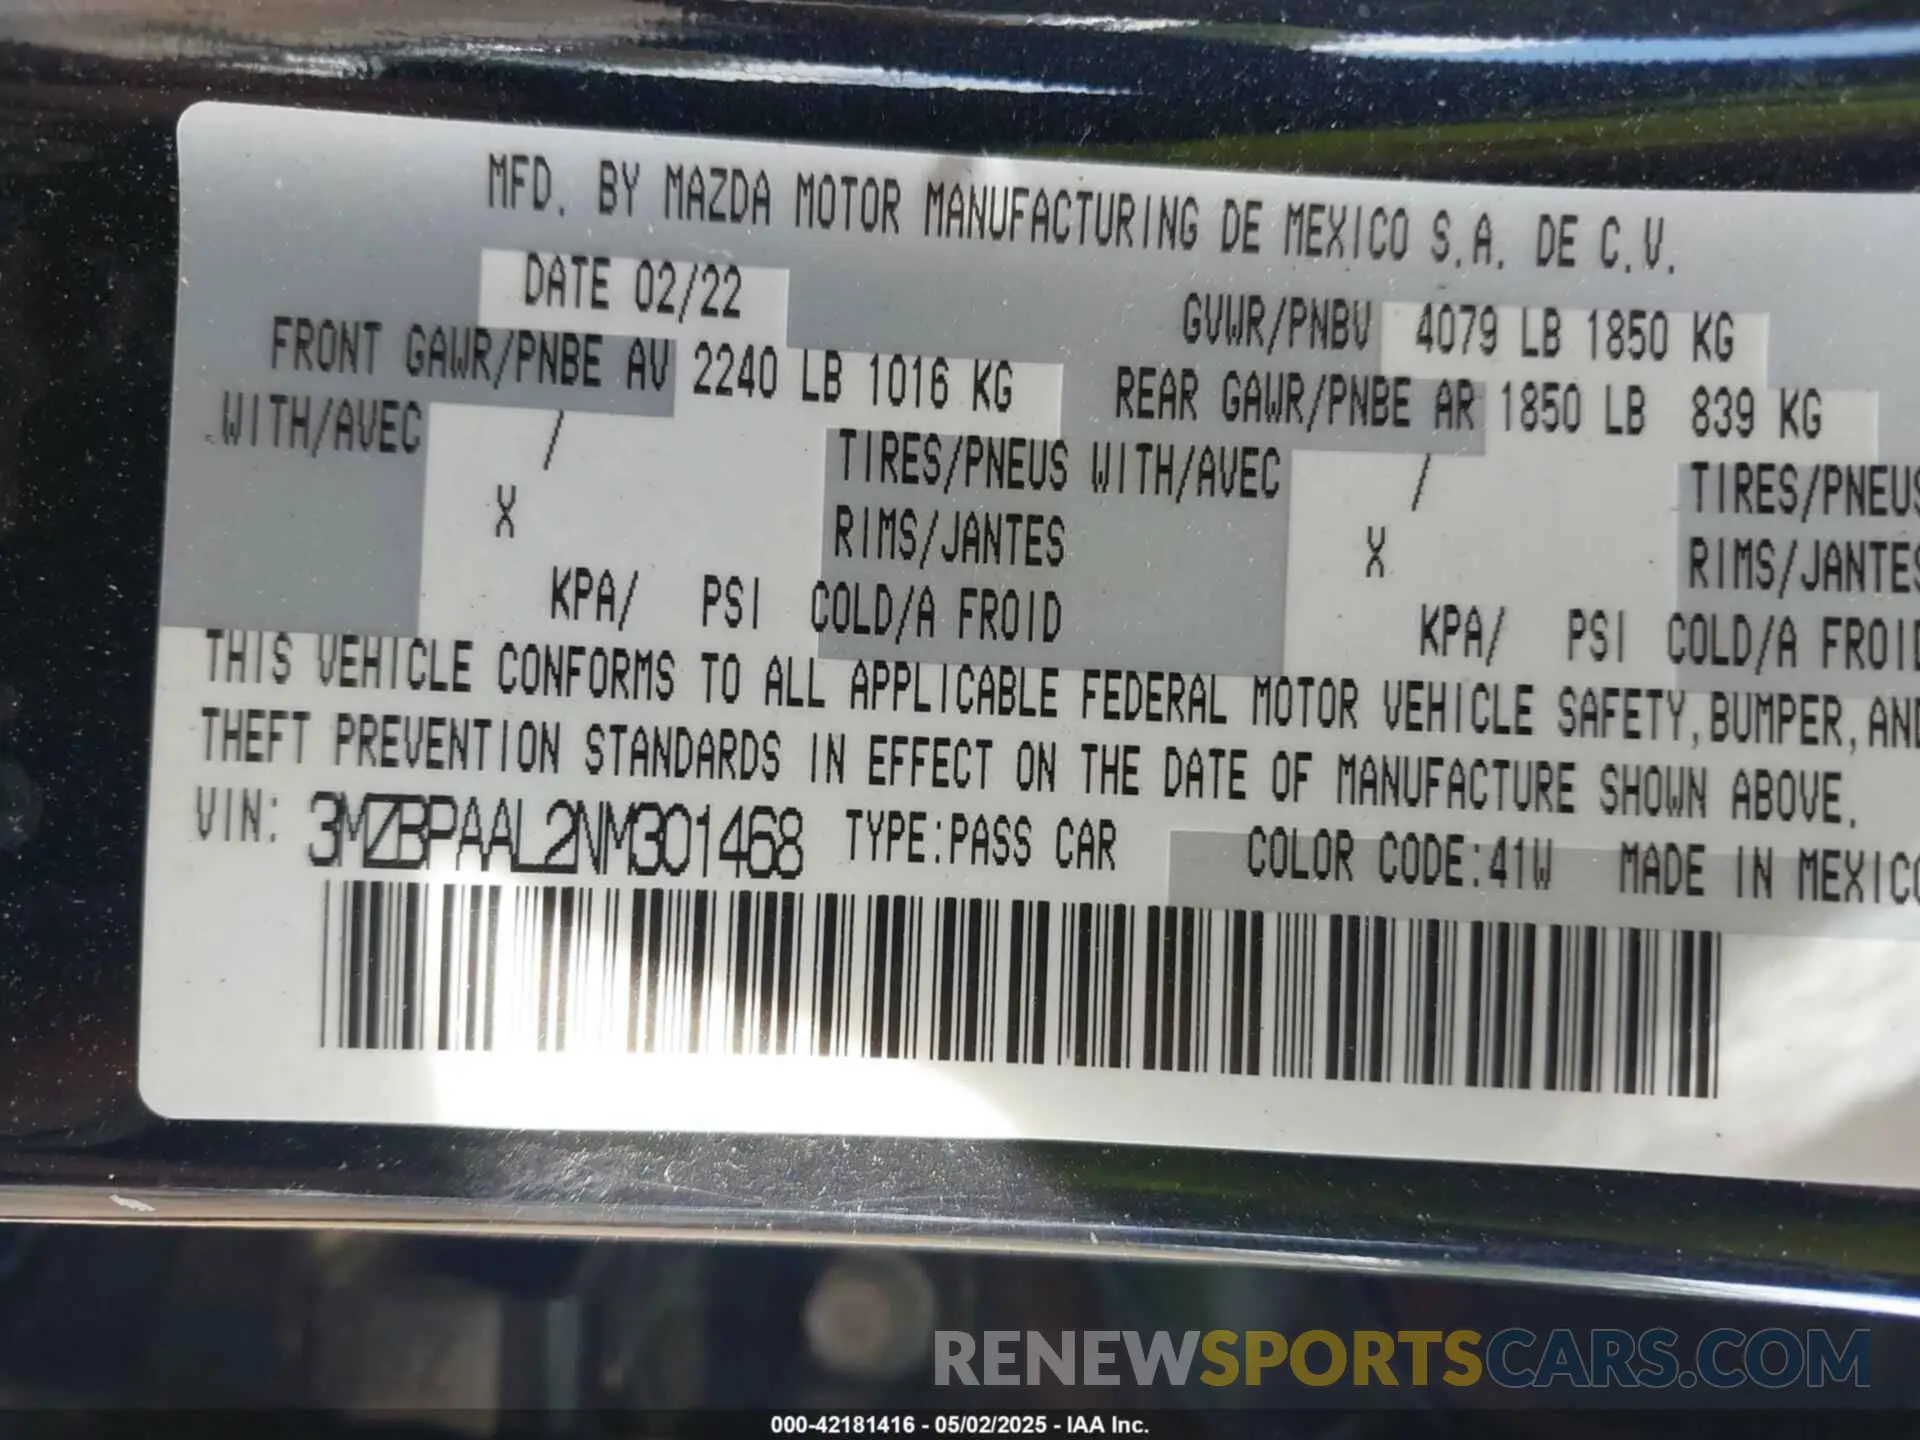 MFD. BY MAZDA MOTOR MANUFACTURING DE MEXICO S.A. DE C.V.
DATE 02/22 GVWR/PNBV 4079 LB 1850 KG
FRONT GAWR/PNBE AV 2240 LB 1016 KG REAR GAWR/PNBE AR 1850 LB 839 KG
WITH/AVEC / TIRES/PNEUS WITH/AVEC / TIRES/PNEUS
X RIMS/JANTES X RIMS/JANTES
KPA/ PSI COLD/A FROID KPA/ PSI COLD/A FROID
THIS VEHICLE CONFORMS TO ALL APPLICABLE FEDERAL MOTOR VEHICLE SAFETY, BUMPER, AND
THEFT PREVENTION STANDARDS IN EFFECT ON THE DATE OF MANUFACTURE SHOWN ABOVE.
VIN: 3MZBPAAL2NM301468 TYPE:PASS CAR COLOR CODE:41W MADE IN MEXICO
RENEWSPORTSCARS.COM
000-42181416 - 05/02/2025 - IAA Inc.